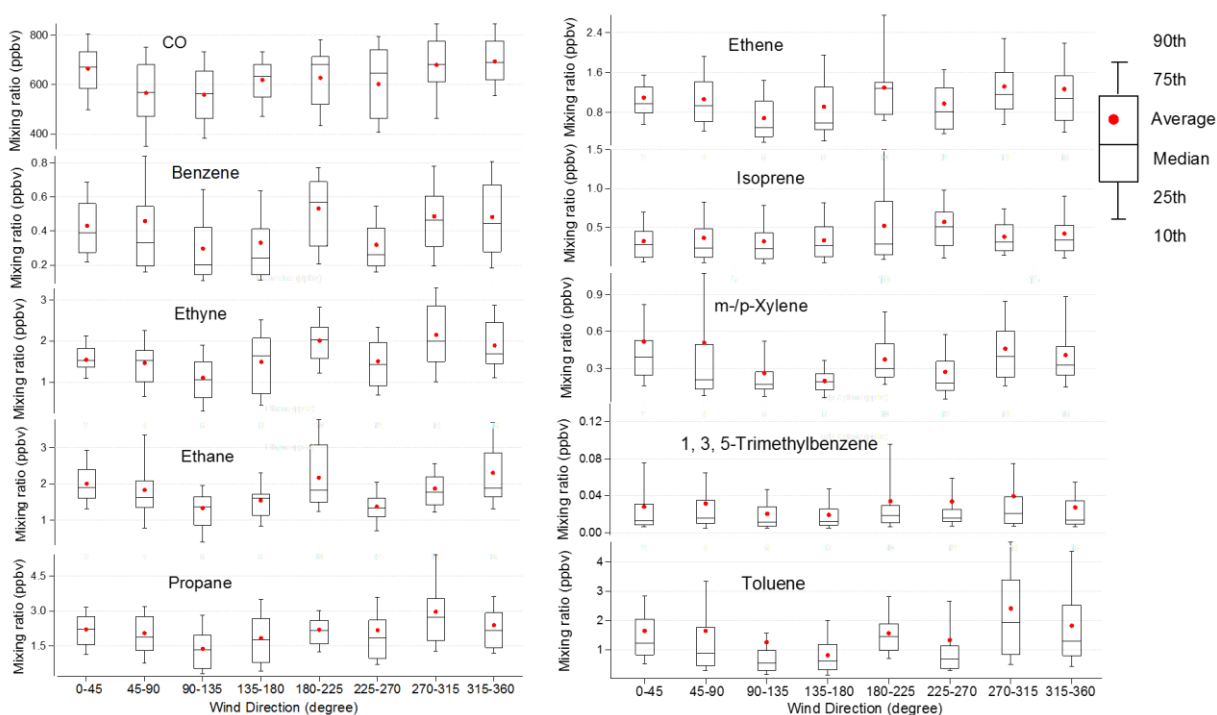 CO
Mixing ratio (ppbv)
800
600
400
Benzene
Mixing ratio (ppbv)
0.8
0.6
0.4
0.2
Ethyne
Mixing ratio (ppbv)
3
2
1
Ethane
Mixing ratio (ppbv)
3
2
1
Propane
Mixing ratio (ppbv)
4.5
3.0
1.5
0-45 45-90 90-135 135-180 180-225 225-270 270-315 315-360
Wind Direction (degree)
Ethene
Mixing ratio (ppbv)
2.4
1.6
0.8
Isoprene
Mixing ratio (ppbv)
1.5
1.0
0.5
m-/p-Xylene
Mixing ratio (ppbv)
0.9
0.6
0.3
1, 3, 5-Trimethylbenzene
Mixing ratio (ppbv)
0.12
0.08
0.04
0.00
Toluene
Mixing ratio (ppbv)
4
3
2
1
0-45 45-90 90-135 135-180 180-225 225-270 270-315 315-360
Wind Direction (degree)
90th
75th
Average
Median
25th
10th